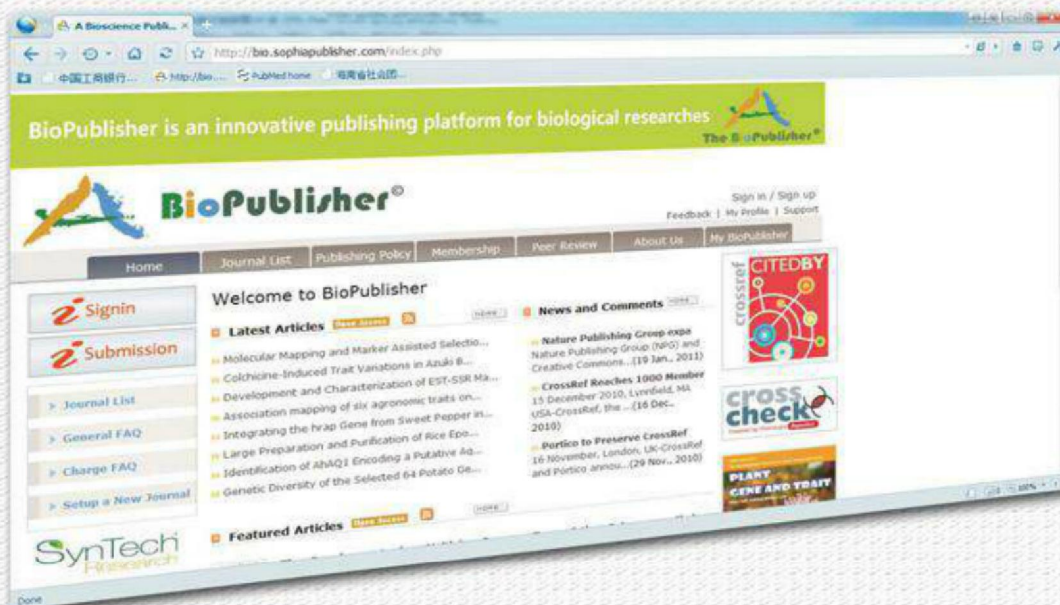 A Bioscience Publi...
http://bio.sophiapublisher.com/index.php
中国工商银行... http://bio.... PubMed home 海南省社会团...
BioPublisher is an innovative publishing platform for biological researches
The BioPublisher®
BioPublisher©
Sign in / Sign up
Feedback | My Profile | Support
Home Journal List Publishing Policy Membership Peer Review About Us My BioPublisher
Signin
Submission
Journal List
General FAQ
Charge FAQ
Setup a New Journal
SynTech
Research
Welcome to BioPublisher
Latest Articles Open Access
Molecular Mapping and Marker Assisted Selectio...
Colchicine-Induced Trait Variations in Azuki B...
Development and Characterization of EST-SSR Ma...
Association mapping of six agronomic traits on...
Integrating the hrap Gene from Sweet Pepper in...
Large Preparation and Purification of Rice Epo...
Identification of AhAQ1 Encoding a Putative Aq...
Genetic Diversity of the Selected 64 Potato Ge...
Featured Articles Open Access
News and Comments
Nature Publishing Group expa
Nature Publishing Group (NPG) and
Creative Commons...(19 Jan., 2011)
CrossRef Reaches 1000 Member
15 December 2010, Lynnfield, MA
USA-CrossRef, the ...(16 Dec.,
2010)
Portico to Preserve CrossRef
16 November, London, UK-CrossRef
and Portico annou...(29 Nov., 2010)
crossref
CITEDBY
cross
check
PLANT
GENE AND TRAIT
100%
Done